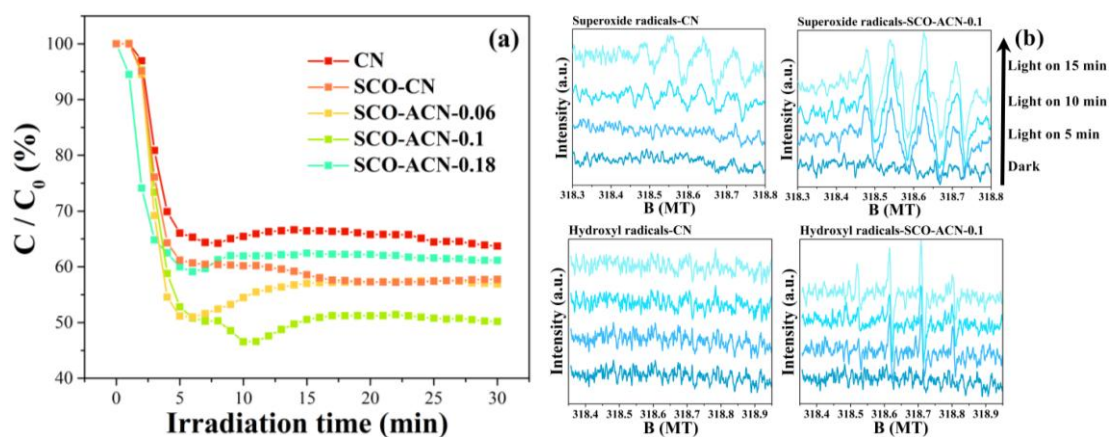 (a)
CN
SCO-CN
SCO-ACN-0.06
SCO-ACN-0.1
SCO-ACN-0.18
C / C0 (%)
100
90
80
70
60
50
40
0 5 10 15 20 25 30
Irradiation time (min)
Superoxide radicals-CN
Intensity (a.u.)
318.3 318.4 318.5 318.6 318.7 318.8
B (MT)
Superoxide radicals-SCO-ACN-0.1
Intensity (a.u.)
318.3 318.4 318.5 318.6 318.7 318.8
B (MT)
(b)
Light on 15 min
Light on 10 min
Light on 5 min
Dark
Hydroxyl radicals-CN
Intensity (a.u.)
318.4 318.5 318.6 318.7 318.8 318.9
B (MT)
Hydroxyl radicals-SCO-ACN-0.1
Intensity (a.u.)
318.4 318.5 318.6 318.7 318.8 318.9
B (MT)